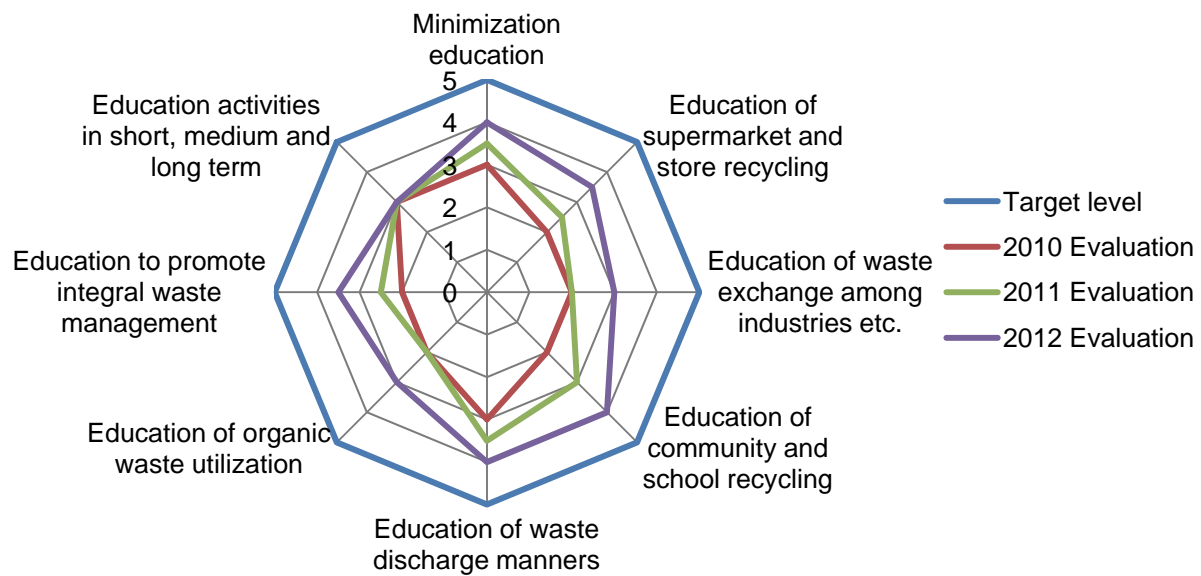 Minimization
education
5
4
3
2
1
0
Education of
supermarket and
store recycling
Education of waste
exchange among
industries etc.
Education of
community and
school recycling
Education of waste
discharge manners
Education of organic
waste utilization
Education to promote
integral waste
management
Education activities
in short, medium and
long term
Target level
2010 Evaluation
2011 Evaluation
2012 Evaluation